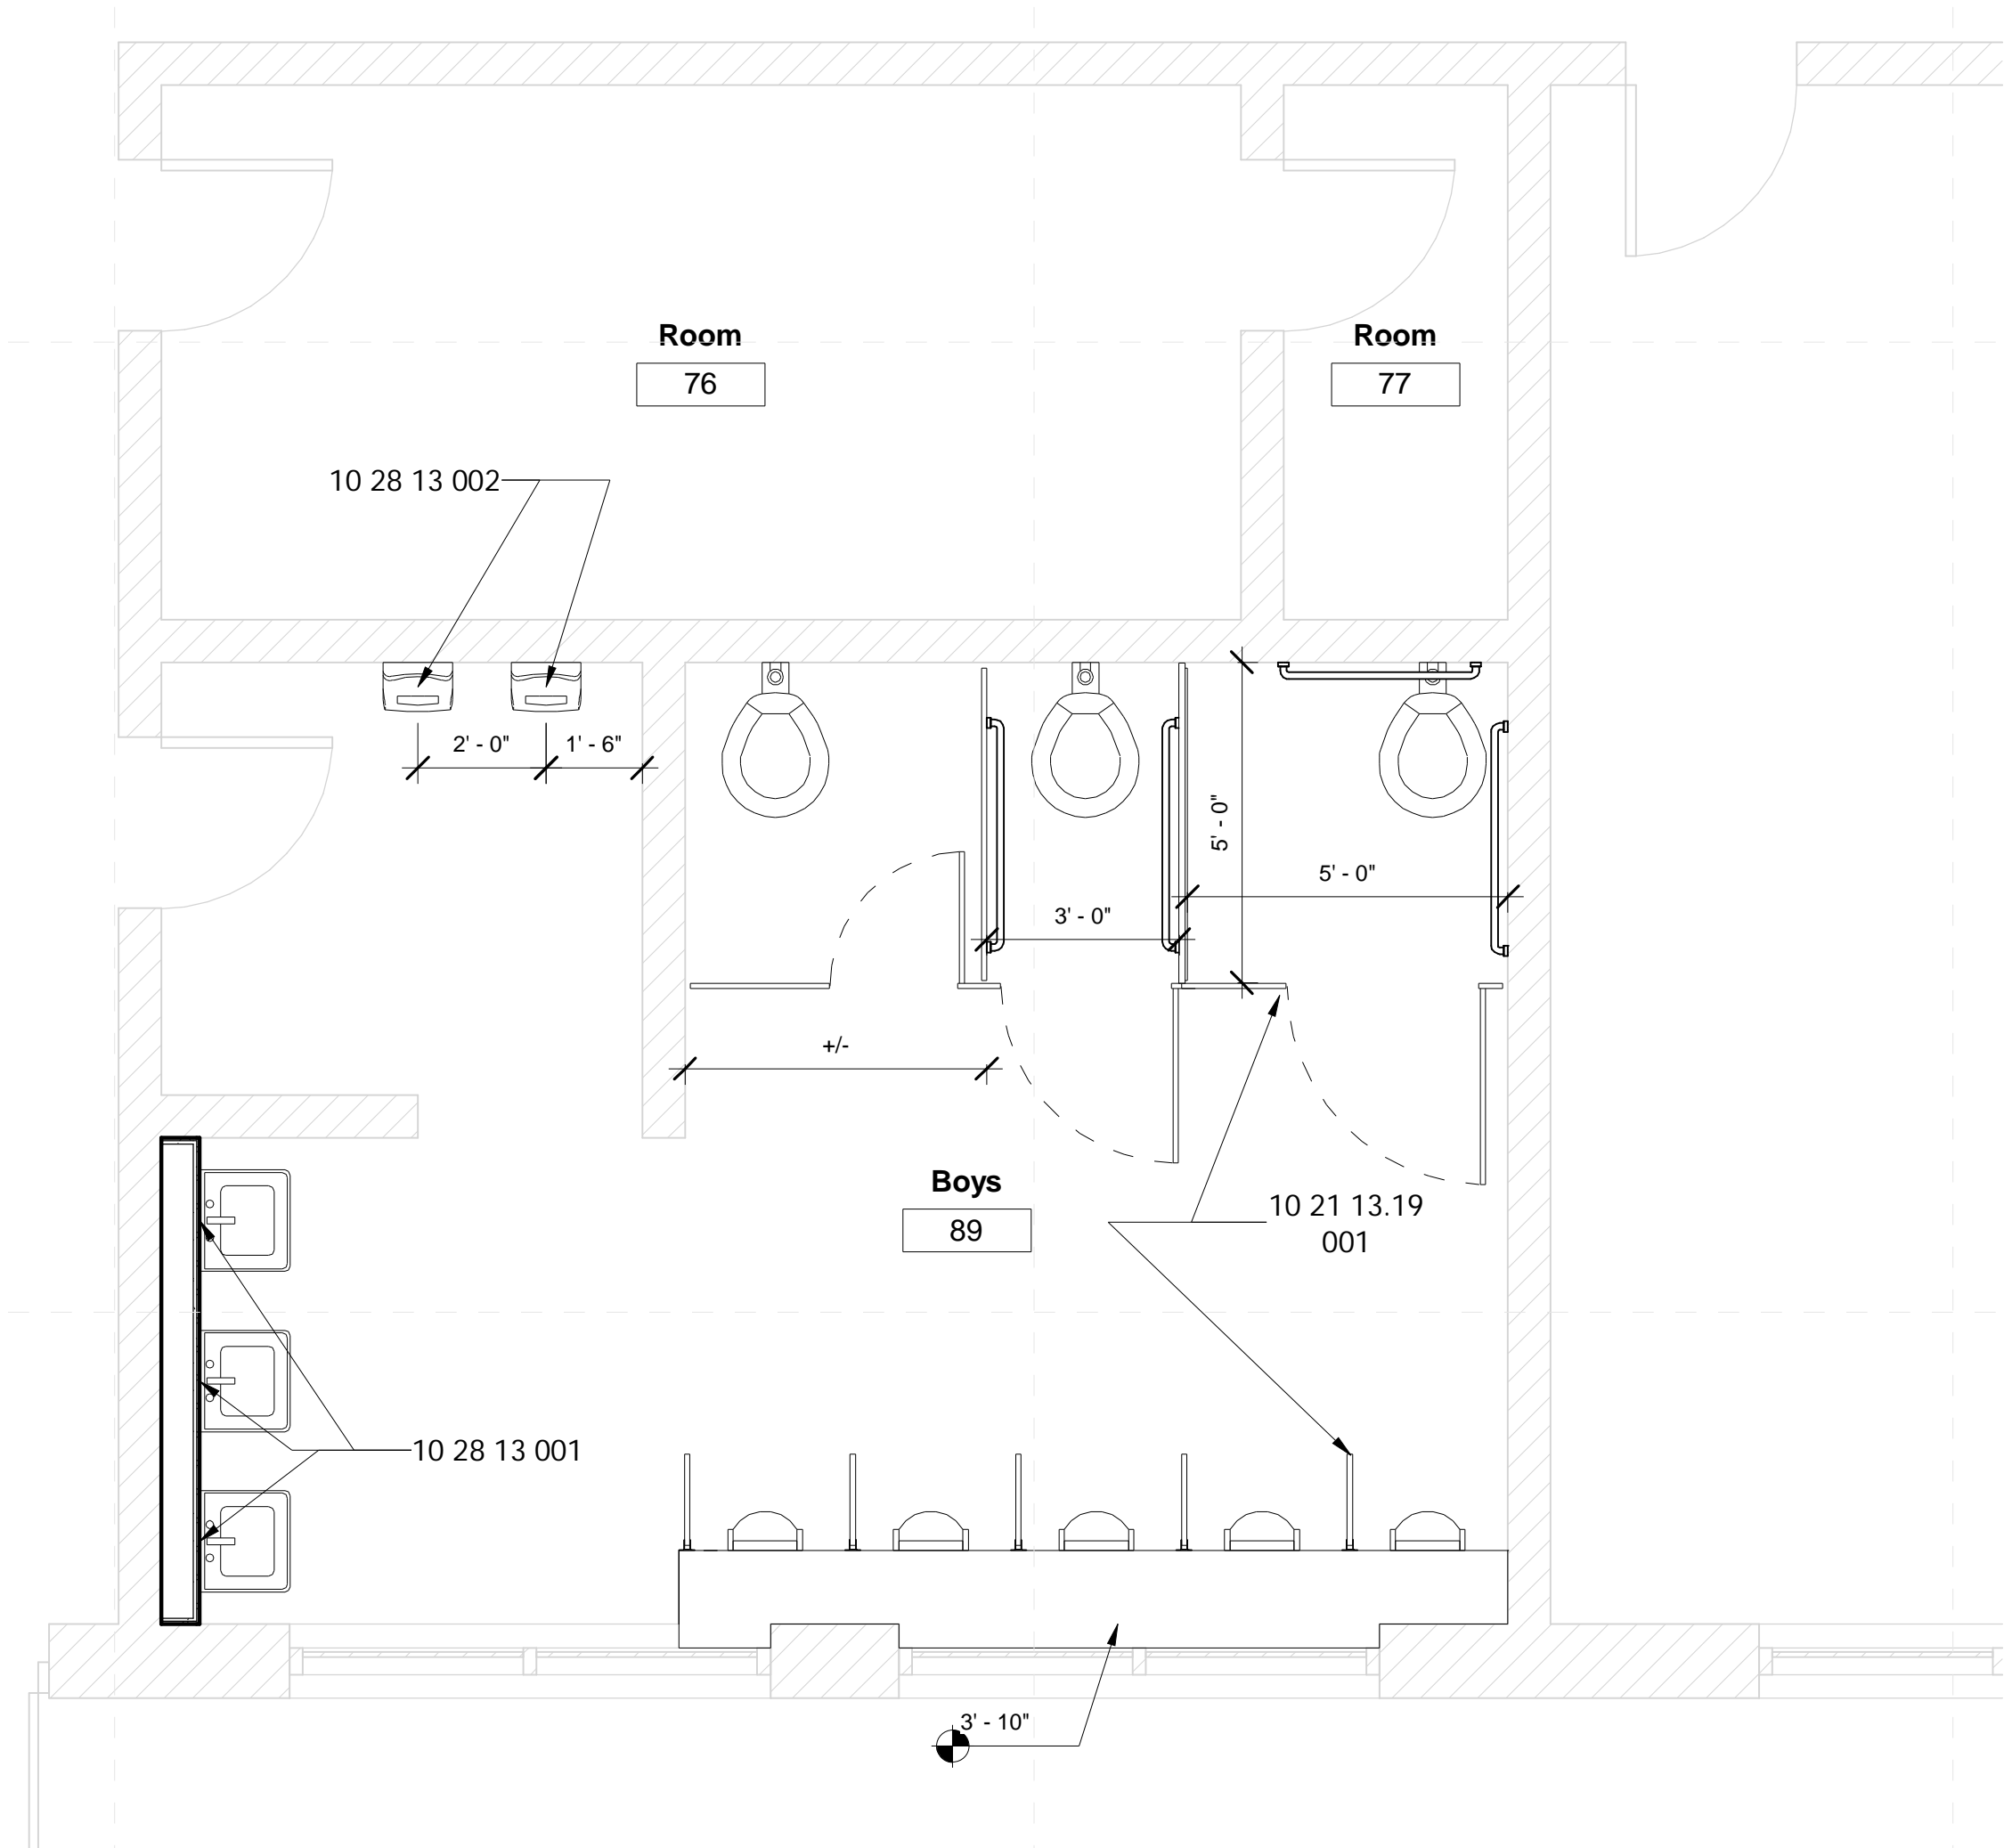 Room
76
Room
77
10 28 13 002
2' - 0"
1' - 6"
5' - 0"
5' - 0"
3' - 0"
+/-
Boys
89
10 21 13.19
001
10 28 13 001
3' - 10"